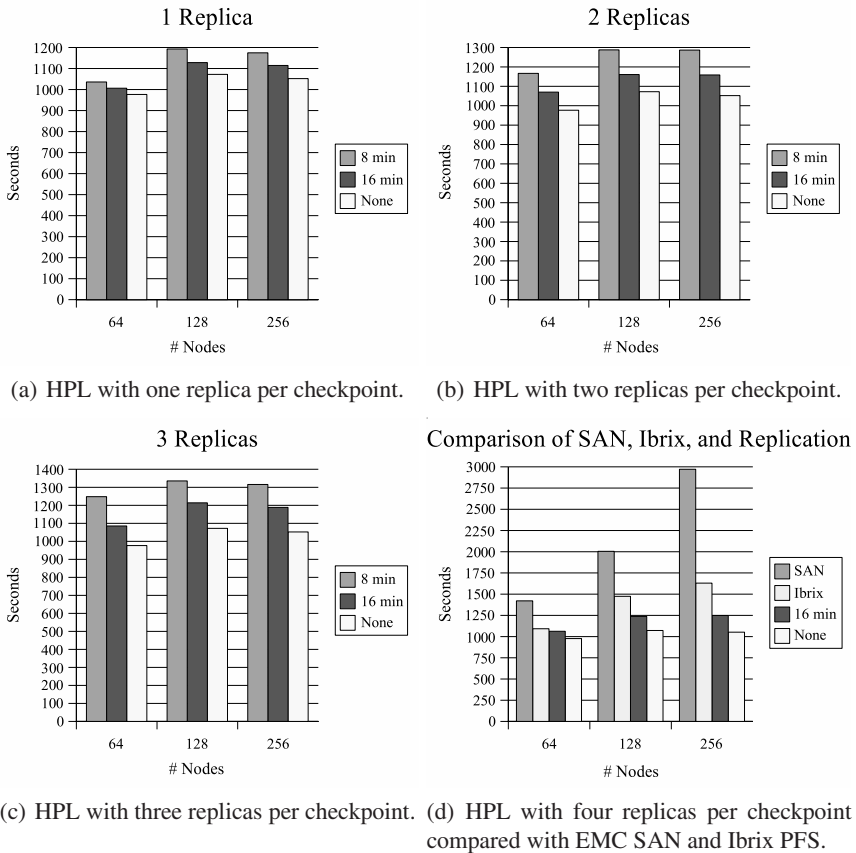 1 Replica
1200
1100
1000
900
800
700
600
500
400
300
200
100
0
Seconds
64
128
256
# Nodes
8 min
16 min
None
(a) HPL with one replica per checkpoint.
2 Replicas
1300
1200
1100
1000
900
800
700
600
500
400
300
200
100
0
Seconds
64
128
256
# Nodes
8 min
16 min
None
(b) HPL with two replicas per checkpoint.
3 Replicas
1400
1300
1200
1100
1000
900
800
700
600
500
400
300
200
100
0
Seconds
64
128
256
# Nodes
8 min
16 min
None
(c) HPL with three replicas per checkpoint.
Comparison of SAN, Ibrix, and Replication
3000
2750
2500
2250
2000
1750
1500
1250
1000
750
500
250
0
Seconds
64
128
256
# Nodes
SAN
Ibrix
16 min
None
(d) HPL with four replicas per checkpoint
compared with EMC SAN and Ibrix PFS.